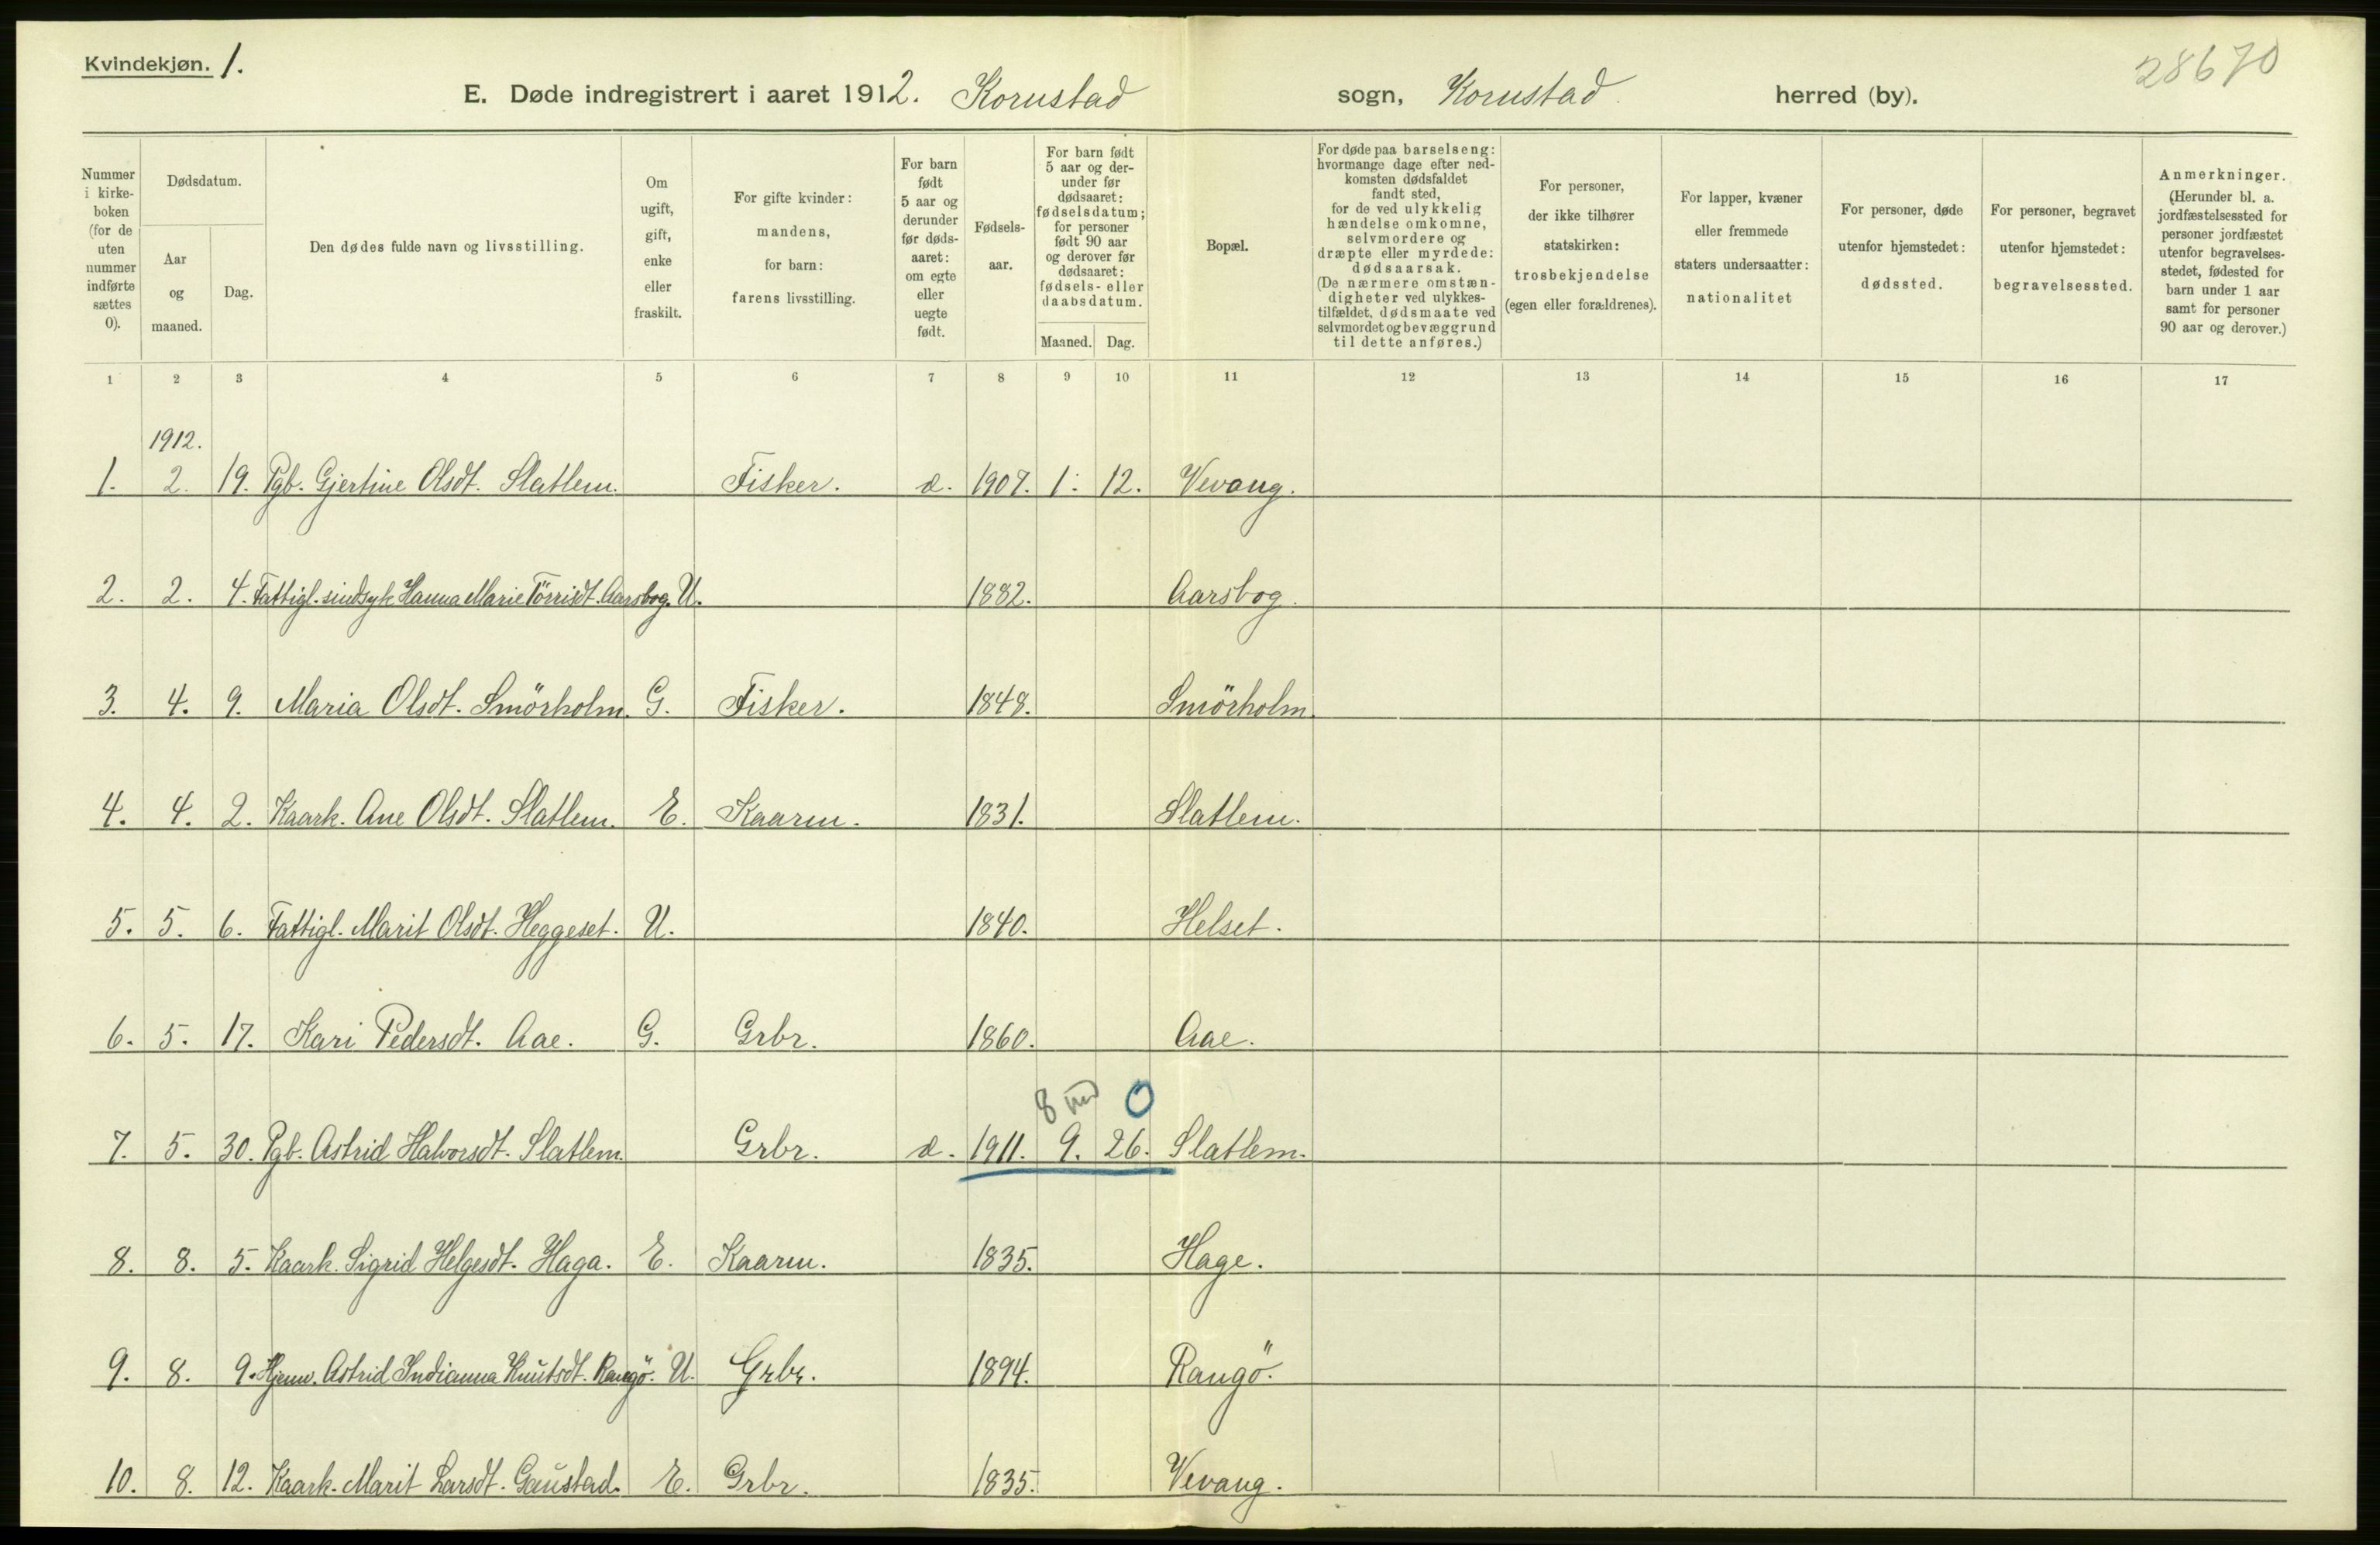 Kvindekjøn. 1.
28670
E. Døde indregistrert i aaret 1912. Kornstad sogn, Kornstad herred (by).
Nummer i kirkeboken (for de uten nummer indførte sættes 0).
Dødsdatum.
Aar og maaned.
Dag.
Den dødes fulde navn og livsstilling.
Om ugift, gift, enke eller fraskilt.
For gifte kvinder: mandens, for barn: farens livsstilling.
For barn født 5 aar og derunder før dødsaaret: om egte eller uegte født.
Fødselsaar.
For barn født 5 aar og derunder før dødsaaret: fødselsdatum; for personer født 90 aar og derover før dødsaaret: fødsels- eller daabsdatum.
Maaned. Dag.
Bopæl.
For døde paa barselseng: hvormange dage efter nedkomsten dødsfaldet fandt sted, for de ved ulykkelig hændelse omkomne, selvmordere og dræpte eller myrdede: dødsaarsak. (De nærmere omstændigheter ved ulykkestilfældet, dødsmaate ved selvmordet og bevæggrund til dette anføres.)
For personer, der ikke tilhører statskirken: trosbekjendelse (egen eller forældrenes).
For lapper, kvæner eller fremmede staters undersaatter: nationalitet
For personer, døde utenfor hjemstedet: dødssted.
For personer, begravet utenfor hjemstedet: begravelsessted.
Anmerkninger. (Herunder bl. a. jordfæstelsessted for personer jordfæstet utenfor begravelsesstedet, fødested for barn under 1 aar samt for personer 90 aar og derover.)
1 2 3 4 5 6 7 8 9 10 11 12 13 14 15 16 17
1912.
1. 2. 19. Pgb. Gjertine Olsdt. Slatlem. Fisker. æ. 1907. 1. 12. Vevang.
2. 2. 4. Fattigl. sindsyk Hanna Marie Törrisdt. Aarsbog. U. 1882. Aarsbog.
3. 4. 9. Maria Olsdt. Smörholm. G. Fisker. 1848. Smörholm.
4. 4. 2. Kaark. Ane Olsdt. Slatlem. E. Kaarm. 1831. Slatlem.
5. 5. 6. Fattigl. Marit Olsdt. Heggeset. U. 1840. Helset.
6. 5. 17. Kari Pedersdt. Aae. G. Grbr. 1860. Aae.
8 md 0
7. 5. 30. Pgb. Astrid Halvorsdt. Slatlem. Grbr. æ. 1911. 9. 26. Slatlem.
8. 8. 5. Kaark. Sigrid Helgesdt. Haga. E. Kaarm. 1835. Hage.
9. 8. 9. Hjemv. Astrid Indianna Knutsdt. Rangö. U. Grbr. 1894. Rangö.
10. 8. 12. Kaark. Marit Larsdt. Gaustad. E. Grbr. 1835. Vevang.